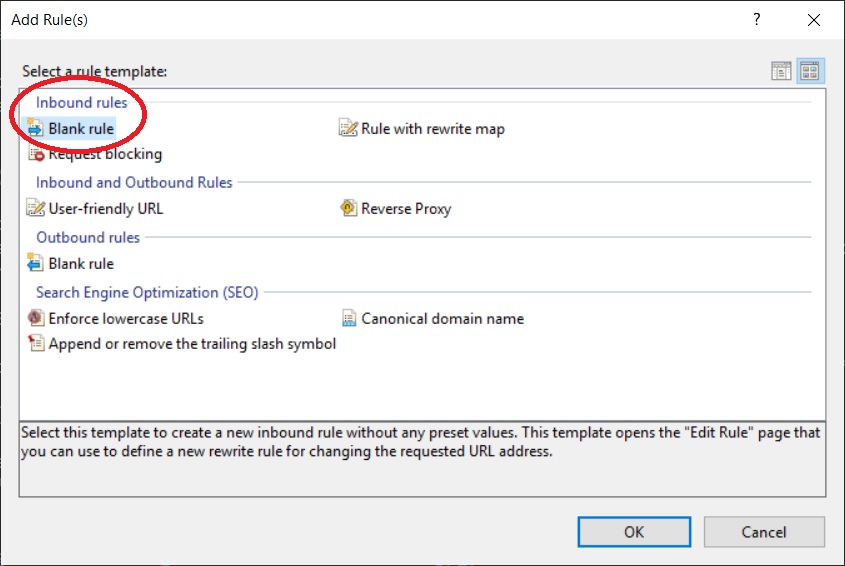 Add Rule(s)
?
Select a rule template:
Inbound rules
Blank rule
Rule with rewrite map
Request blocking
Inbound and Outbound Rules
User-friendly URL
Reverse Proxy
Outbound rules
Blank rule
Search Engine Optimization (SEO)
Enforce lowercase URLs
Canonical domain name
Append or remove the trailing slash symbol
Select this template to create a new inbound rule without any preset values. This template opens the "Edit Rule" page that
you can use to define a new rewrite rule for changing the requested URL address.
OK
Cancel